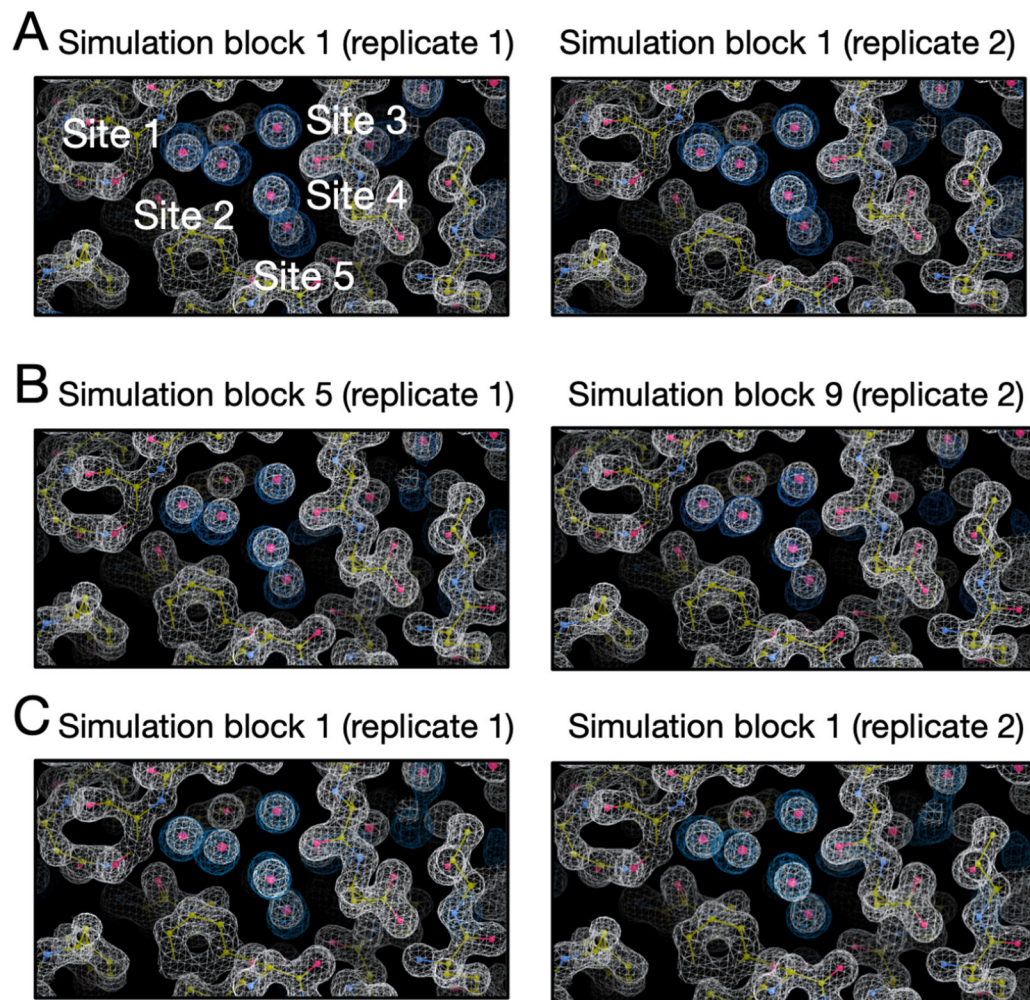 A Simulation block 1 (replicate 1) Simulation block 1 (replicate 2)
Site 1
Site 3
Site 4
Site 2
Site 5
B Simulation block 5 (replicate 1) Simulation block 9 (replicate 2)
C Simulation block 1 (replicate 1) Simulation block 1 (replicate 2)